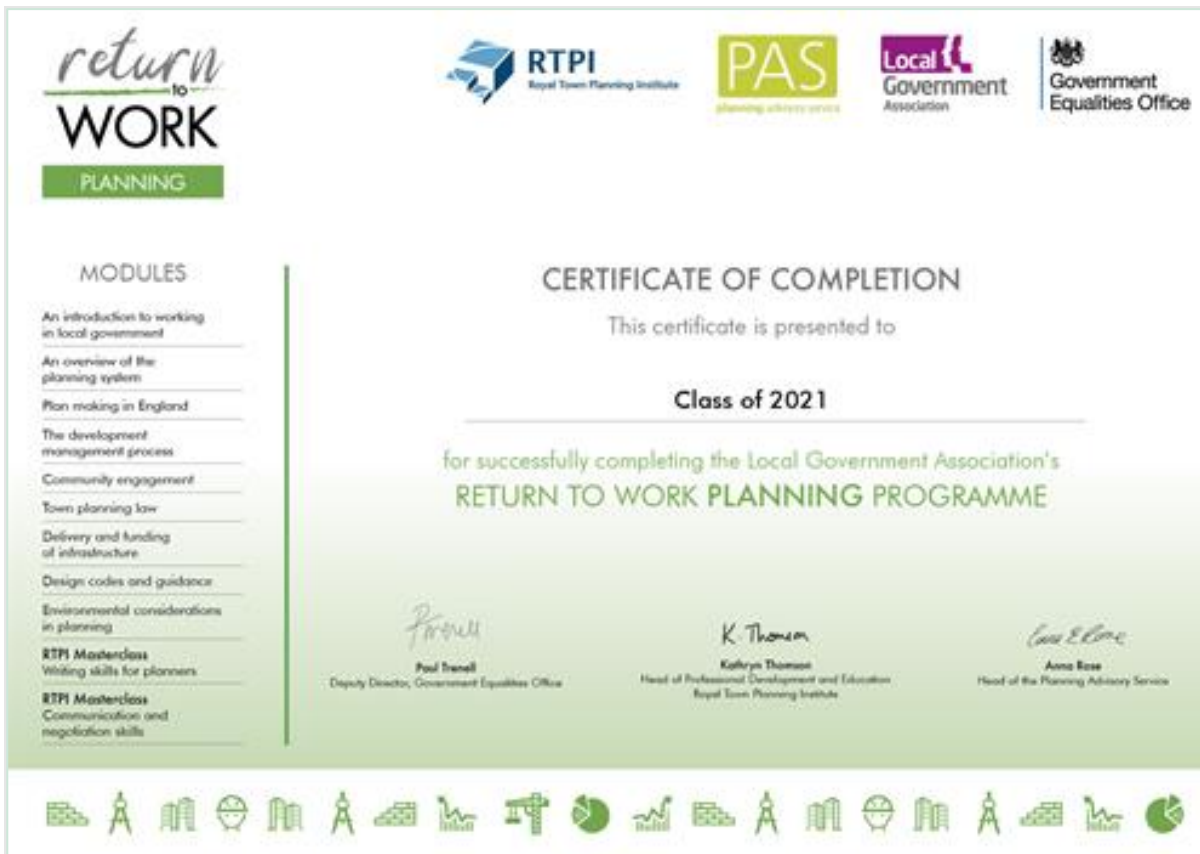 return
to
WORK
PLANNING
RTPI
Royal Town Planning Institute
PAS
planning advisory service
Local
Government
Association
Government
Equalities Office
MODULES
An introduction to working
in local government
An overview of the
planning system
Plan making in England
The development
management process
Community engagement
Town planning law
Delivery and funding
of infrastructure
Design codes and guidance
Environmental considerations
in planning
RTPI Masterclass
Writing skills for planners
RTPI Masterclass
Communication and
negotiation skills
CERTIFICATE OF COMPLETION
This certificate is presented to
Class of 2021
for successfully completing the Local Government Association's
RETURN TO WORK PLANNING PROGRAMME
K. Thomson
Paul Trenell
Deputy Director, Government Equalities Office
Kathryn Thomson
Head of Professional Development and Education
Royal Town Planning Institute
Anna Rose
Head of the Planning Advisory Service